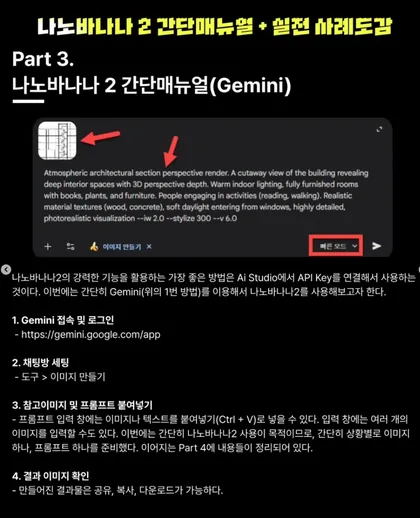 나노바나나 2 간단매뉴얼 + 실전 사례도감
Part 3.
나노바나나 2 간단매뉴얼(Gemini)
Atmospheric architectural section perspective render. A cutaway view of the building revealing
deep interior spaces with 3D perspective depth. Warm indoor lighting, fully furnished rooms
with books, plants, and furniture. People engaging in activities (reading, walking). Realistic
material textures (wood, concrete), soft daylight entering from windows, highly detailed,
photorealistic visualization --iw 2.0 --stylize 300 --v 6.0
이미지 만들기
빠른 모드
나노바나나2의 강력한 기능을 활용하는 가장 좋은 방법은 Ai Studio에서 API Key를 연결해서 사용하는
것이다. 이번에는 간단히 Gemini(위의 1번 방법)를 이용해서 나노바나나2를 사용해보고자 한다.
1. Gemini 접속 및 로그인
- https://gemini.google.com/app
2. 채팅방 세팅
- 도구 > 이미지 만들기
3. 참고이미지 및 프롬프트 붙여넣기
- 프롬프트 입력 창에는 이미지나 텍스트를 붙여넣기(Ctrl + V)로 넣을 수 있다. 입력 창에는 여러 개의
이미지를 입력할 수도 있다. 이번에는 간단히 나노바나나2 사용이 목적이므로, 간단히 상황별로 이미지
하나, 프롬프트 하나를 준비했다. 이어지는 Part 4에 내용들이 정리되어 있다.
4. 결과 이미지 확인
- 만들어진 결과물은 공유, 복사, 다운로드가 가능하다.